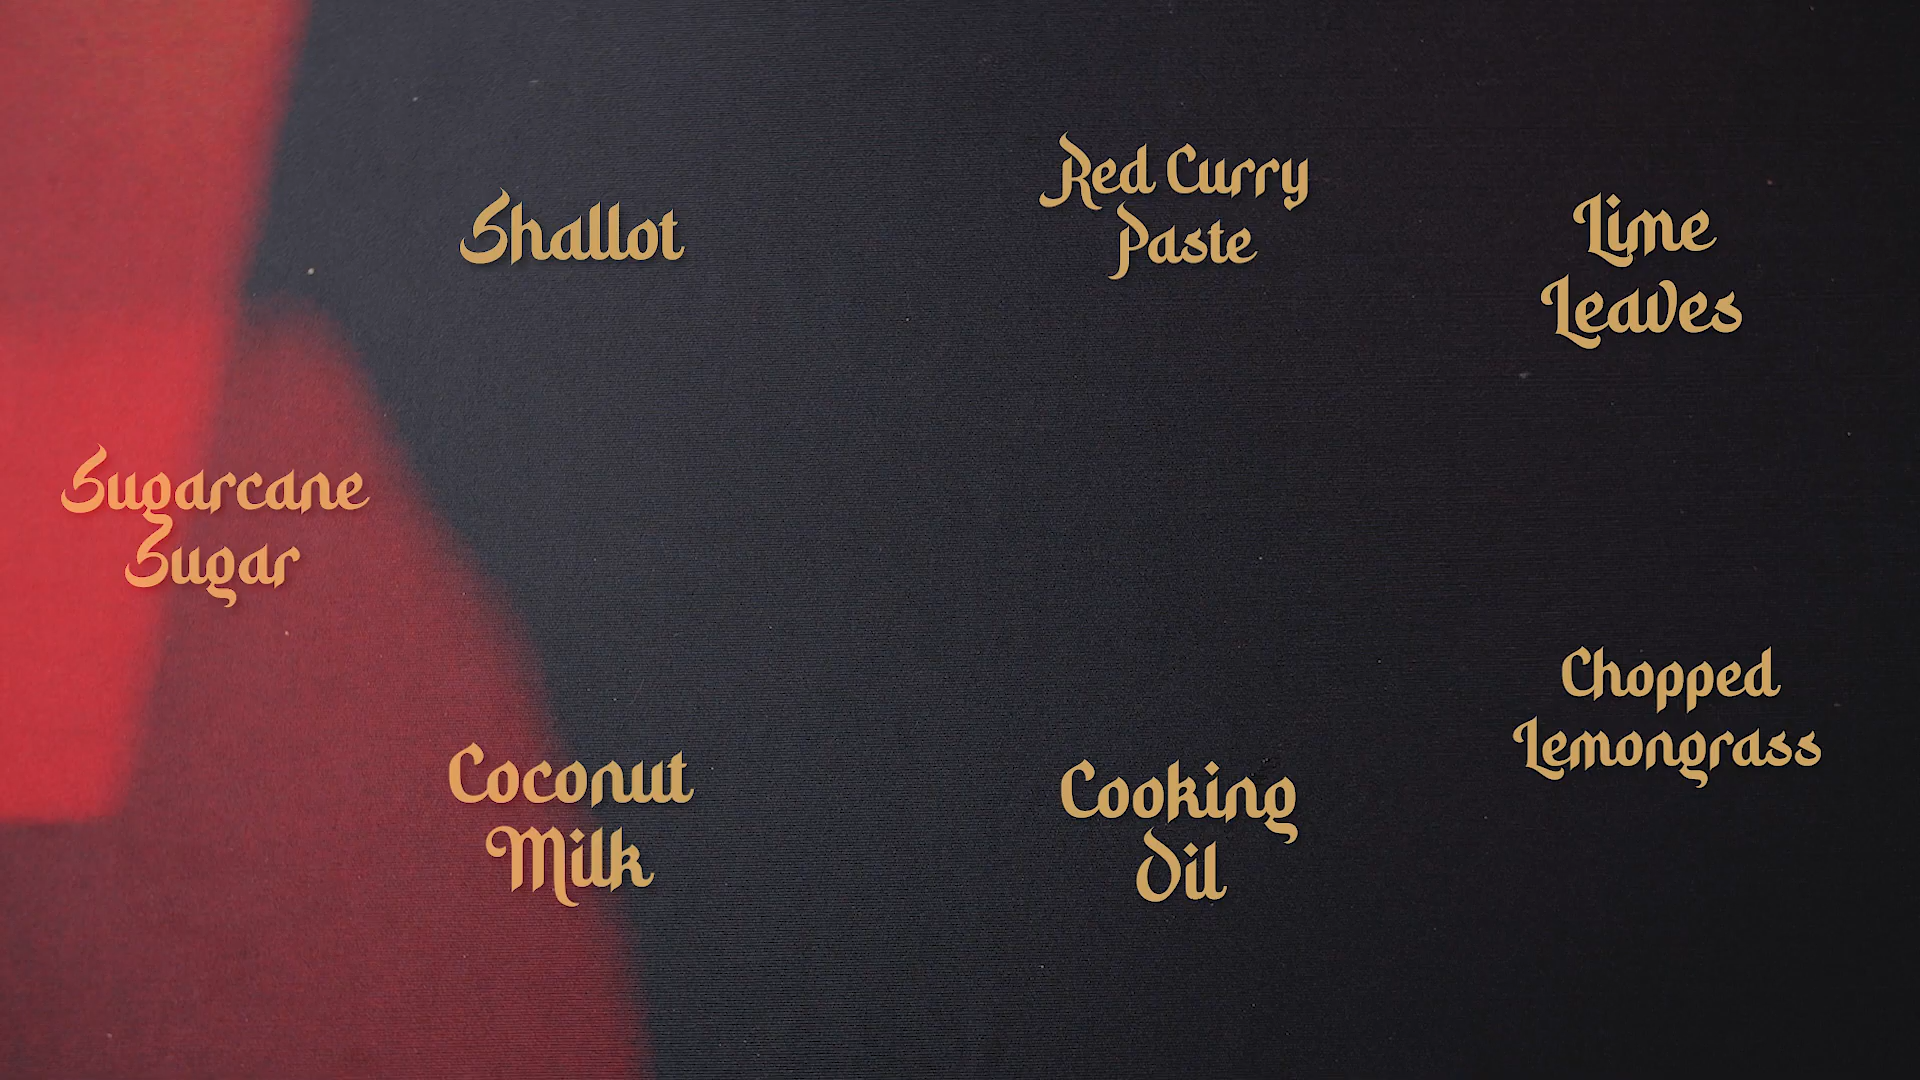 Shallot
Red Curry
Paste
Lime
Leaves
Sugarcane
Sugar
Chopped
Lemongrass
Coconut
Milk
Cooking
Oil